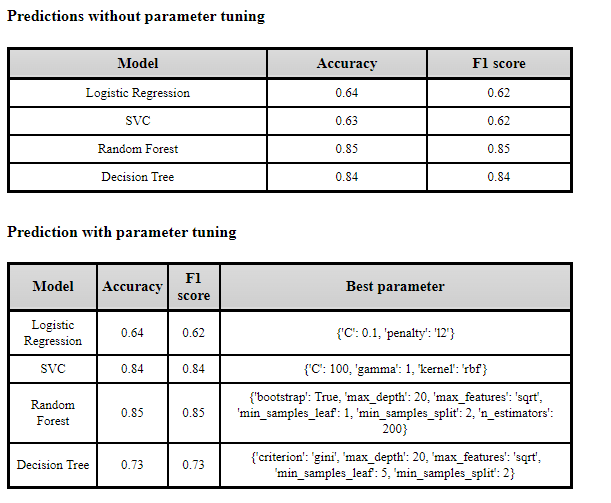 Predictions without parameter tuning
Model Accuracy F1 score
Logistic Regression 0.64 0.62
SVC 0.63 0.62
Random Forest 0.85 0.85
Decision Tree 0.84 0.84
Prediction with parameter tuning
Model Accuracy F1
score Best parameter
Logistic
Regression 0.64 0.62 {'C': 0.1, 'penalty': 'l2'}
SVC 0.84 0.84 {'C': 100, 'gamma': 1, 'kernel': 'rbf'}
Random
Forest 0.85 0.85 {'bootstrap': True, 'max_depth': 20, 'max_features': 'sqrt',
'min_samples_leaf': 1, 'min_samples_split': 2, 'n_estimators':
200}
Decision Tree 0.73 0.73 {'criterion': 'gini', 'max_depth': 20, 'max_features': 'sqrt',
'min_samples_leaf': 5, 'min_samples_split': 2}